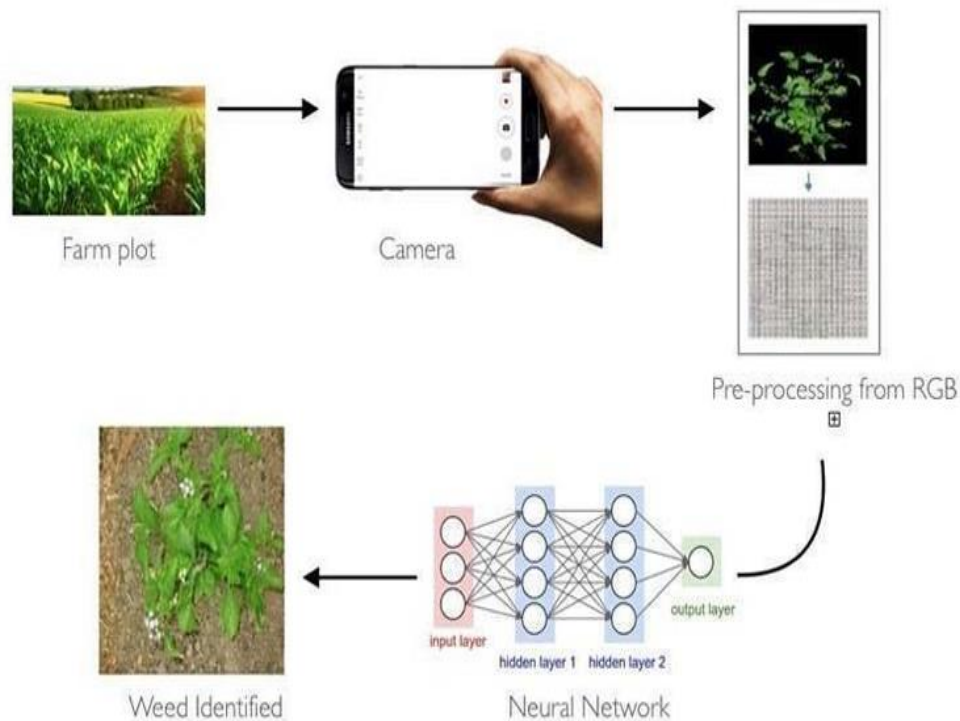 Farm plot
Camera
SAMSUNG
Pre-processing from RGB
input layer
hidden layer 1
hidden layer 2
output layer
Neural Network
Weed Identified